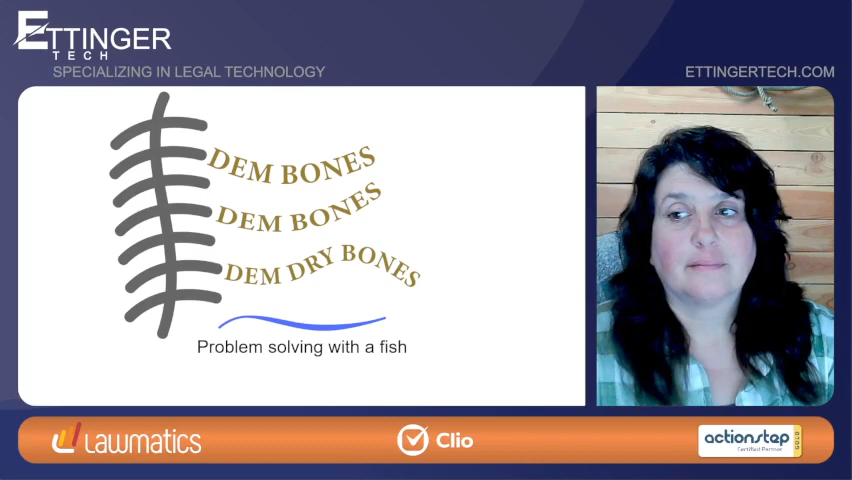 ETTINGER
TECH
SPECIALIZING IN LEGAL TECHNOLOGY
ETTINGERTECH.COM
DEM BONES
DEM BONES
DEM DRY BONES
Problem solving with a fish
LAWMATICS
Clio
actionstep
Certified Partner
GOLD